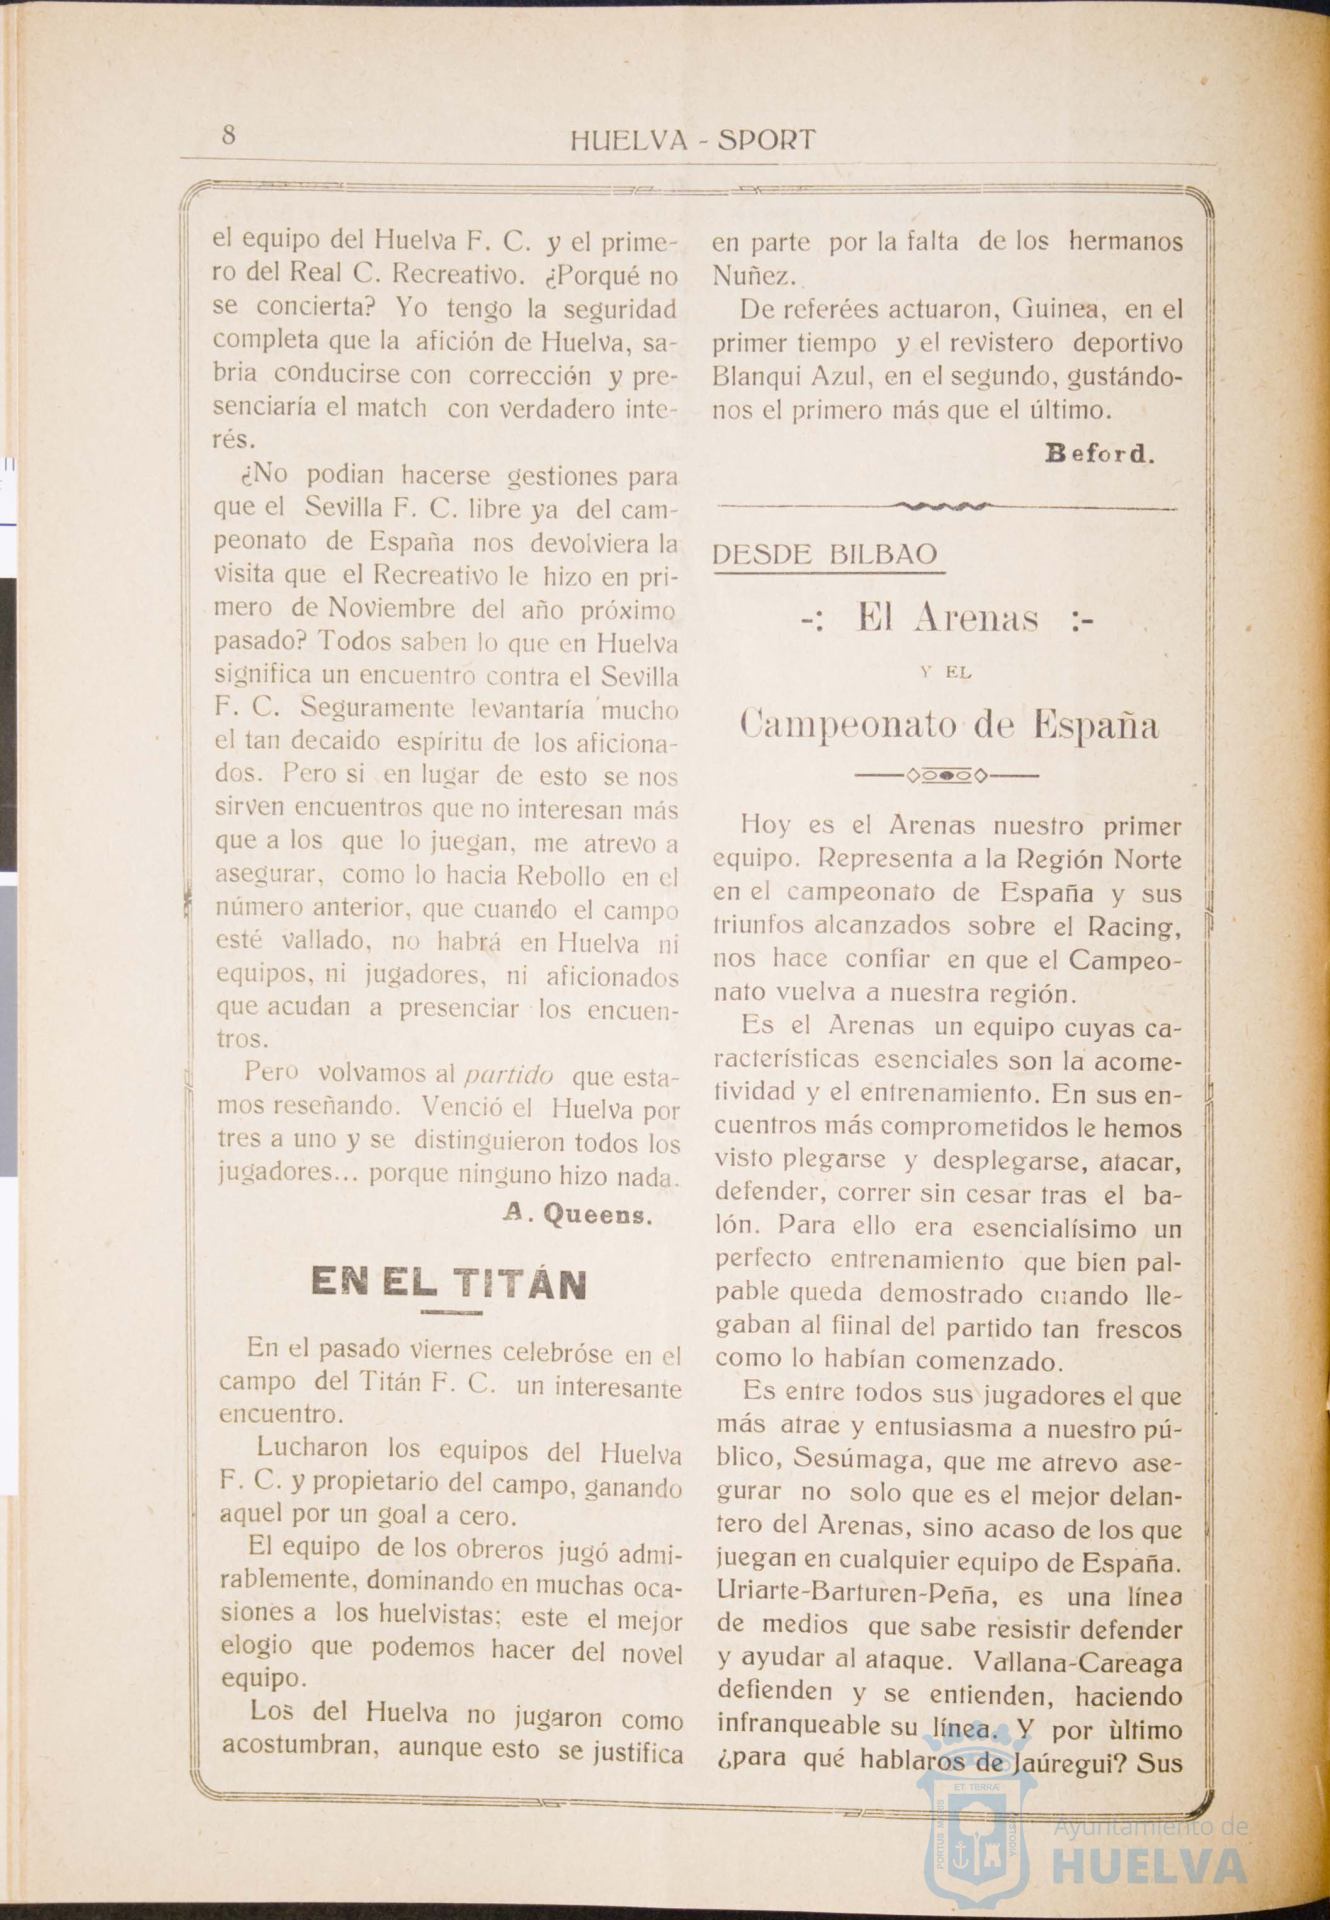 8
HUELVA - SPORT
el equipo del Huelva F. C. y el prime-
ro del Real C. Recreativo. ¿Porqué no
se concierta? Yo tengo la seguridad
completa que la afición de Huelva, sa-
bria conducirse con corrección y pre-
senciaría el match con verdadero inte-
rés.
¿No podian hacerse gestiones para
que el Sevilla F. C. libre ya del cam-
peonato de España nos devolviera la
visita que el Recreativo le hizo en pri-
mero de Noviembre del año próximo
pasado? Todos saben lo que en Huelva
significa un encuentro contra el Sevilla
F. C. Seguramente levantaría mucho
el tan decaido espíritu de los aficiona-
dos. Pero si en lugar de esto se nos
sirven encuentros que no interesan más
que a los que lo juegan, me atrevo a
asegurar, como lo hacia Rebollo en el
número anterior, que cuando el campo
esté vallado, no habrá en Huelva ni
equipos, ni jugadores, ni aficionados
que acudan a presenciar los encuen-
tros.
Pero volvamos al partido que esta-
mos reseñando. Venció el Huelva por
tres a uno y se distinguieron todos los
jugadores... porque ninguno hizo nada.
A. Queens.
EN EL TITÁN
En el pasado viernes celebróse en el
campo del Titán F. C. un interesante
encuentro.
Lucharon los equipos del Huelva
F. C. y propietario del campo, ganando
aquel por un goal a cero.
El equipo de los obreros jugó admi-
rablemente, dominando en muchas oca-
siones a los huelvistas; este el mejor
elogio que podemos hacer del novel
equipo.
Los del Huelva no jugaron como
acostumbran, aunque esto se justifica
en parte por la falta de los hermanos
Nuñez.
De referées actuaron, Guinea, en el
primer tiempo y el revistero deportivo
Blanqui Azul, en el segundo, gustándo-
nos el primero más que el último.
Beford.
DESDE BILBAO
-: El Arenas :-
Y EL
Campeonato de España
Hoy es el Arenas nuestro primer
equipo. Representa a la Región Norte
en el campeonato de España y sus
triunfos alcanzados sobre el Racing,
nos hace confiar en que el Campeo-
nato vuelva a nuestra región.
Es el Arenas un equipo cuyas ca-
racterísticas esenciales son la acome-
tividad y el entrenamiento. En sus en-
cuentros más comprometidos le hemos
visto plegarse y desplegarse, atacar,
defender, correr sin cesar tras el ba-
lón. Para ello era esencialísimo un
perfecto entrenamiento que bien pal-
pable queda demostrado cuando lle-
gaban al fiinal del partido tan frescos
como lo habían comenzado.
Es entre todos sus jugadores el que
más atrae y entusiasma a nuestro pú-
blico, Sesúmaga, que me atrevo ase-
gurar no solo que es el mejor delan-
tero del Arenas, sino acaso de los que
juegan en cualquier equipo de España.
Uriarte-Barturen-Peña, es una línea
de medios que sabe resistir defender
y ayudar al ataque. Vallana-Careaga
defienden y se entienden, haciendo
infranqueable su línea. Y por ùltimo
¿para qué hablaros de Jaúregui? Sus
ET TERRÆ
PORTUS MARIS
CUSTODIA
Ayuntamiento de
HUELVA